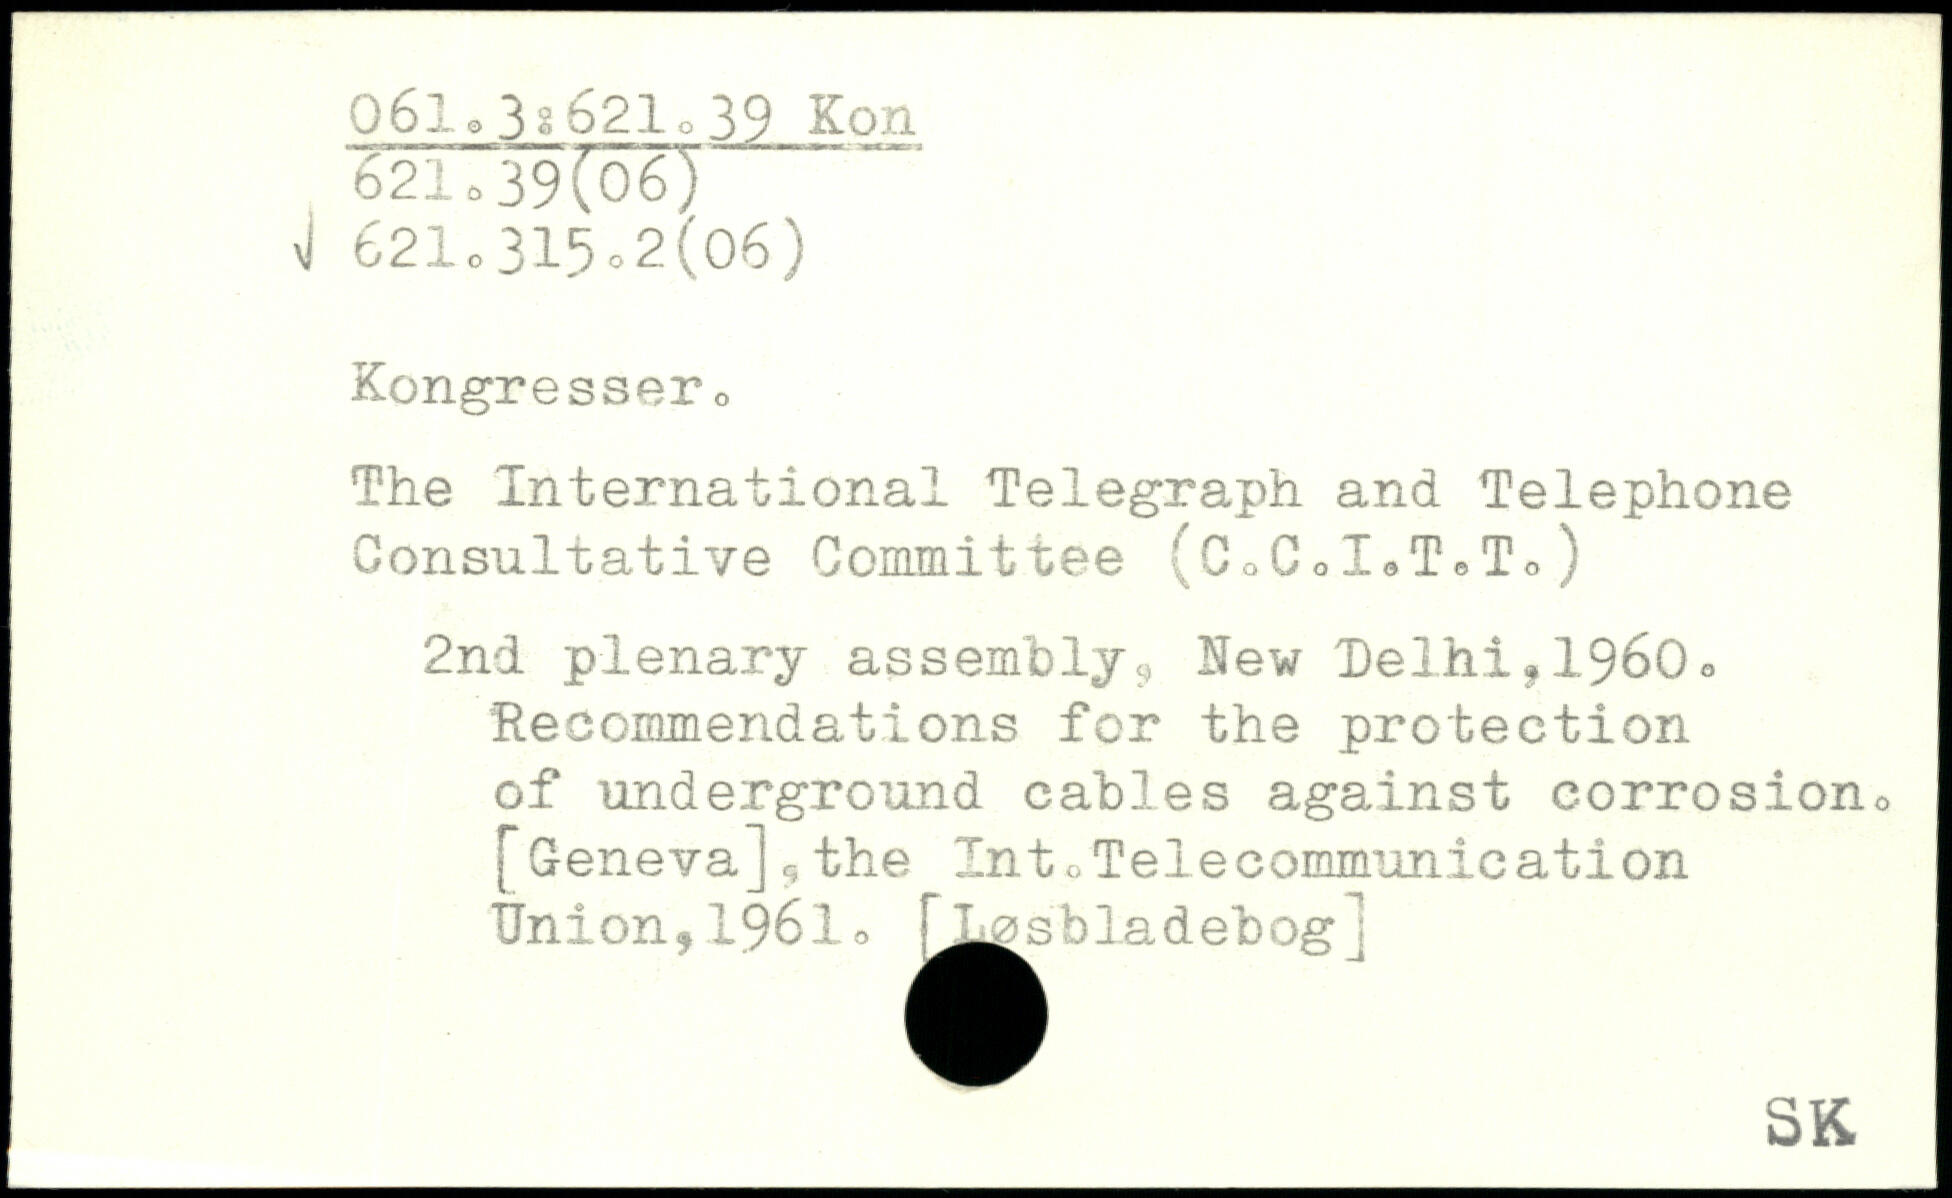 061.3:621.39 Kon
621.39(06)
√ 621.315.2(06)
Kongresser.
The International Telegraph and Telephone
Consultative Committee (C.C.I.T.T.)
2nd plenary assembly, New Delhi,1960.
Recommendations for the protection
of underground cables against corrosion.
[Geneva],the Int.Telecommunication
Union,1961. [Løsbladebog]
SK